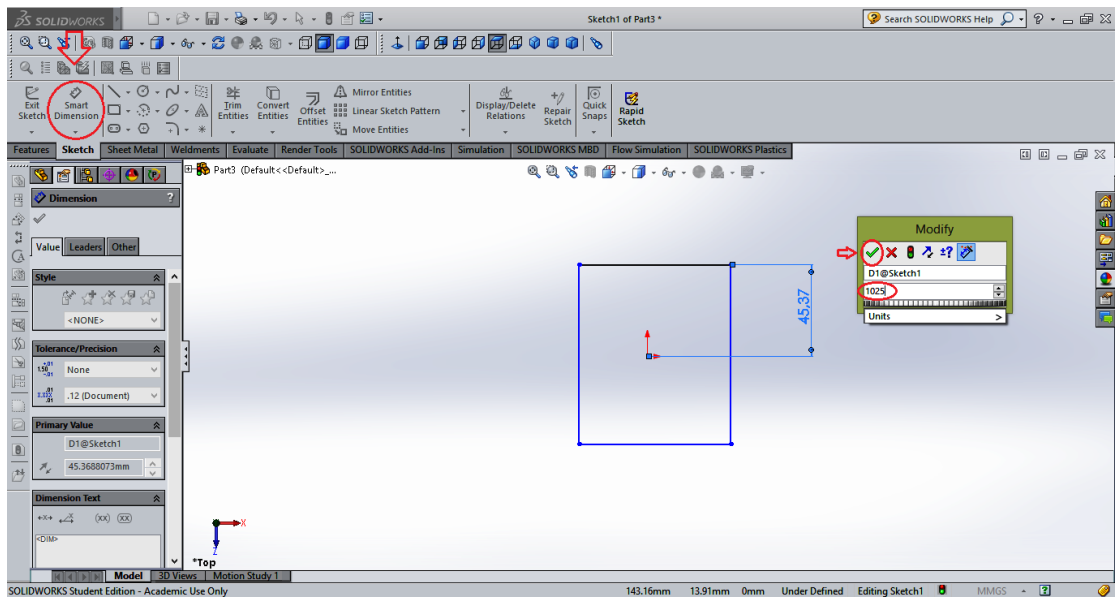 SOLIDWORKS
Sketch1 of Part3 *
Search SOLIDWORKS Help
Exit Sketch
Smart Dimension
Trim Entities
Convert Entities
Offset Entities
Mirror Entities
Linear Sketch Pattern
Move Entities
Display/Delete Relations
Repair Sketch
Quick Snaps
Rapid Sketch
Features Sketch Sheet Metal Weldments Evaluate Render Tools SOLIDWORKS Add-Ins Simulation SOLIDWORKS MBD Flow Simulation SOLIDWORKS Plastics
Part3 (Default<<Default>_...
Dimension ?
Value Leaders Other
Style
<NONE>
Tolerance/Precision
None
.12 (Document)
Primary Value
D1@Sketch1
45.3688073mm
Dimension Text
(xx) (xx)
<DIM>
Modify
±?
D1@Sketch1
1025
Units >
45,37
X
Z
*Top
Model 3D Views Motion Study 1
SOLIDWORKS Student Edition - Academic Use Only
143.16mm 13.91mm 0mm Under Defined Editing Sketch1 MMGS